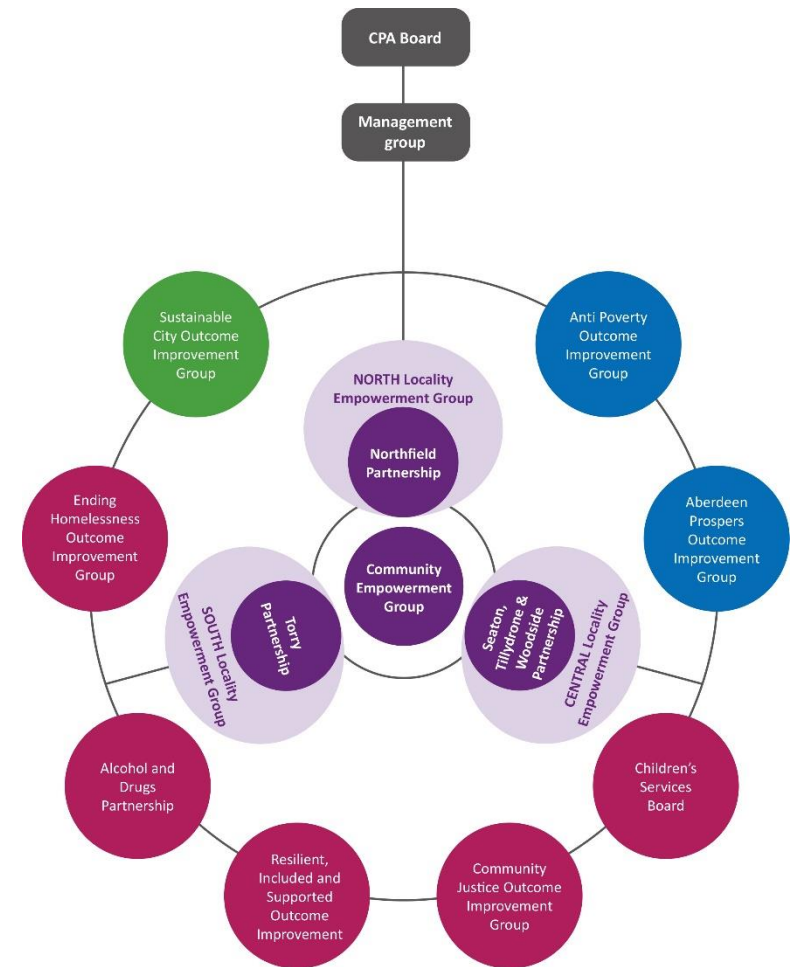 CPA Board
Management
group
Sustainable
City Outcome
Improvement
Group
Anti Poverty
Outcome
Improvement
Group
NORTH Locality
Empowerment Group
Northfield
Partnership
Ending
Homelessness
Outcome
Improvement
Group
Aberdeen
Prospers
Outcome
Improvement
Group
Community
Empowerment
Group
SOUTH Locality
Empowerment Group
Torry
Partnership
Seaton,
Tillydrone &
Woodside
Partnership
CENTRAL Locality
Empowerment Group
Alcohol and
Drugs
Partnership
Children’s
Services
Board
Resilient,
Included and
Supported
Outcome
Improvement
Community
Justice Outcome
Improvement
Group